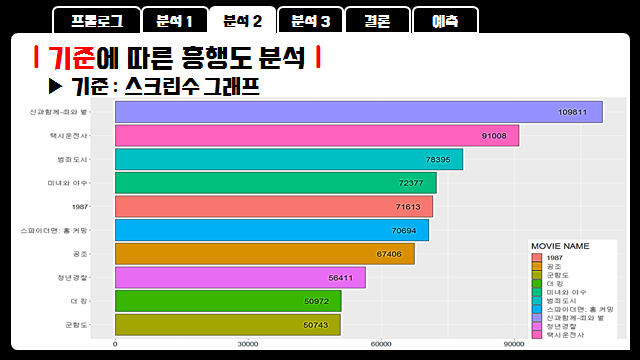 프롤로그
분석 1
분석 2
분석 3
결론
예측
| 기준에 따른 흥행도 분석 |
▶ 기준 : 스크린수 그래프
신과함께-죄와 벌 109811
택시운전사 91008
범죄도시 78395
미녀와 야수 72377
1987 71613
스파이더맨: 홈 커밍 70694
공조 67406
청년경찰 56411
더 킹 50972
군함도 50743
0 30000 60000 90000
MOVIE NAME
1987
공조
군함도
더 킹
미녀와 야수
범죄도시
스파이더맨: 홈 커밍
신과함께-죄와 벌
청년경찰
택시운전사